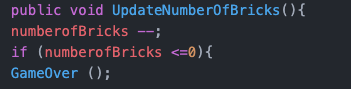 public void UpdateNumberOfBricks(){
numberofBricks --;
if (numberofBricks <=0){
GameOver ();